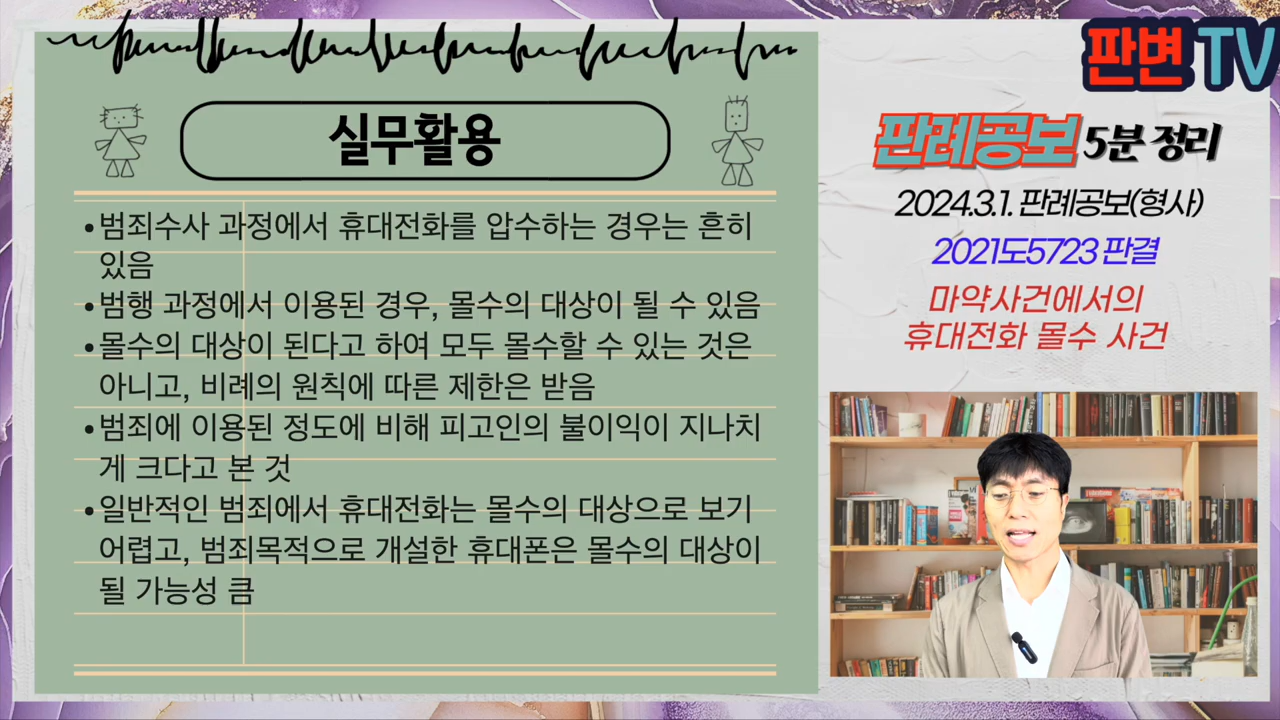 실무활용
•범죄수사 과정에서 휴대전화를 압수하는 경우는 흔히
있음
•범행 과정에서 이용된 경우, 몰수의 대상이 될 수 있음
•몰수의 대상이 된다고 하여 모두 몰수할 수 있는 것은
아니고, 비례의 원칙에 따른 제한은 받음
•범죄에 이용된 정도에 비해 피고인의 불이익이 지나치
게 크다고 본 것
•일반적인 범죄에서 휴대전화는 몰수의 대상으로 보기
어렵고, 범죄목적으로 개설한 휴대폰은 몰수의 대상이
될 가능성 큼
판변 TV
판례공보 5분 정리
2024.3.1. 판례공보(형사)
2021도5723 판결
마약사건에서의
휴대전화 몰수 사건